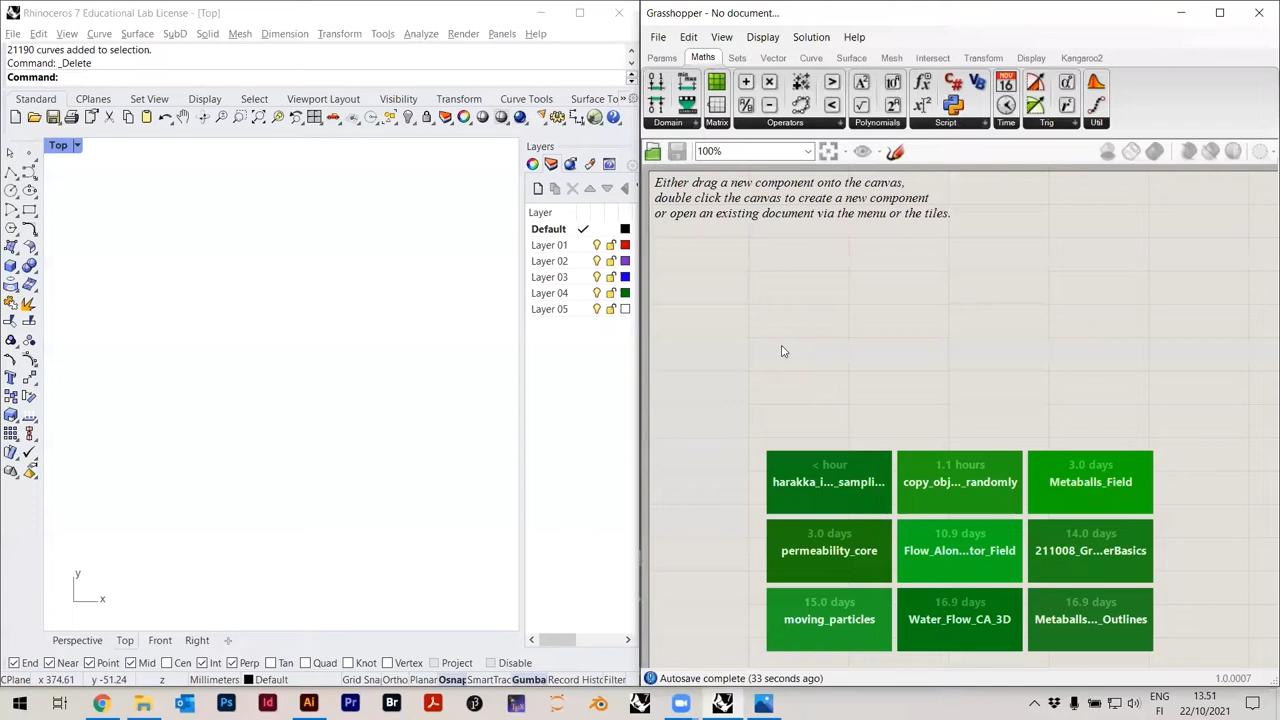 Rhinoceros 7 Educational Lab License - [Top]
File Edit View Curve Surface SubD Solid Mesh Dimension Transform Tools Analyze Render Panels Help
21190 curves added to selection.
Command: _Delete
Command:
Standard CPlanes Set View Display Select Viewport Layout Visibility Transform Curve Tools Surface To
Top
Layers
Layer
Default
Layer 01
Layer 02
Layer 03
Layer 04
Layer 05
y
x
Perspective Top Front Right
End Near Point Mid Cen Int Perp Tan Quad Knot Vertex Project Disable
CPlane x 374.61 y -51.24 z Millimeters Default Grid Snap Ortho Planar Osnap SmartTrac Gumba Record Histo Filter
Grasshopper - No document...
File Edit View Display Solution Help
Params Maths Sets Vector Curve Surface Mesh Intersect Transform Display Kangaroo2
Domain Matrix Operators Polynomials Script Time Trig Util
100%
Either drag a new component onto the canvas,
double click the canvas to create a new component
or open an existing document via the menu or the tiles.
< hour
harakka_i..._sampli...
1.1 hours
copy_obj..._randomly
3.0 days
Metaballs_Field
3.0 days
permeability_core
10.9 days
Flow_Alon...tor_Field
14.0 days
211008_Gr...erBasics
15.0 days
moving_particles
16.9 days
Water_Flow_CA_3D
16.9 days
Metaballs..._Outlines
Autosave complete (33 seconds ago)
1.0.0007
ENG
FI
13.51
22/10/2021